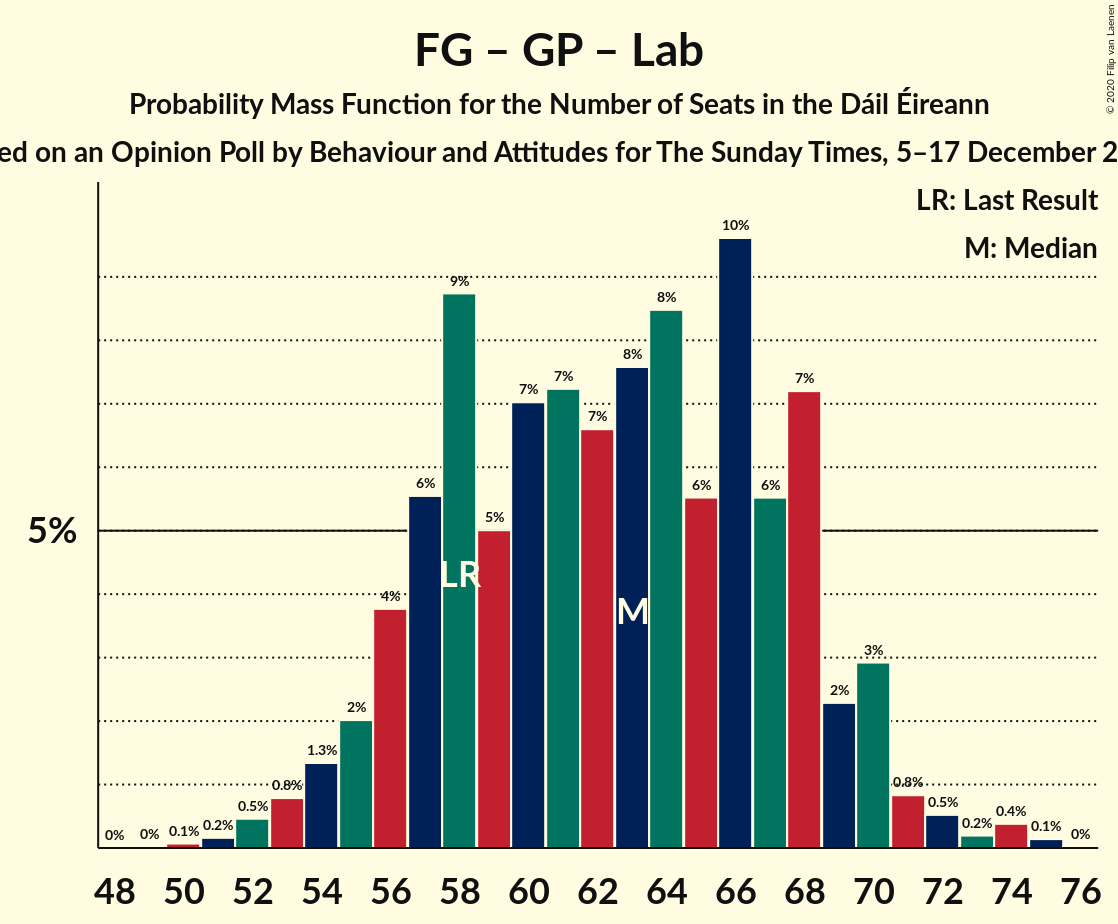 FG – GP – Lab
Probability Mass Function for the Number of Seats in the Dáil Éireann
ed on an Opinion Poll by Behaviour and Attitudes for The Sunday Times, 5–17 December 2
© 2020 Filip van Laenen
LR: Last Result
M: Median
10%
9%
8%
8%
7%
7%
7%
7%
6%
6%
6%
5%
5%
LR
4%
M
3%
2%
2%
1.3%
0.8%
0.8%
0.5%
0.5%
0.4%
0% 0% 0.1% 0.2% 0.2% 0.1% 0%
48 50 52 54 56 58 60 62 64 66 68 70 72 74 76